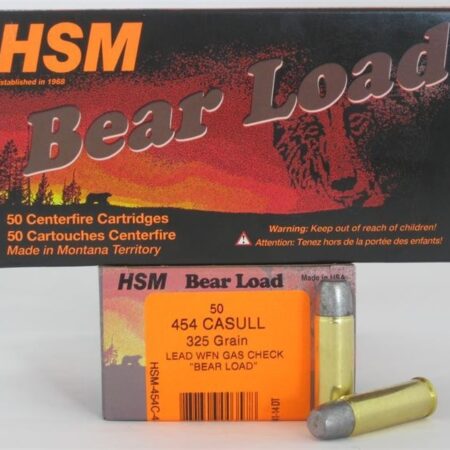 HSM
Established in 1968
Bear Load
50 Centerfire Cartridges
50 Cartouches Centerfire
Made in Montana Territory
Warning: Keep out of reach of children!
Attention: Tenez hors de la portée des enfants!
HSM Bear Load
Made in USA
50
454 CASULL
325 Grain
LEAD WFN GAS CHECK
"BEAR LOAD"
HSM-454C-4